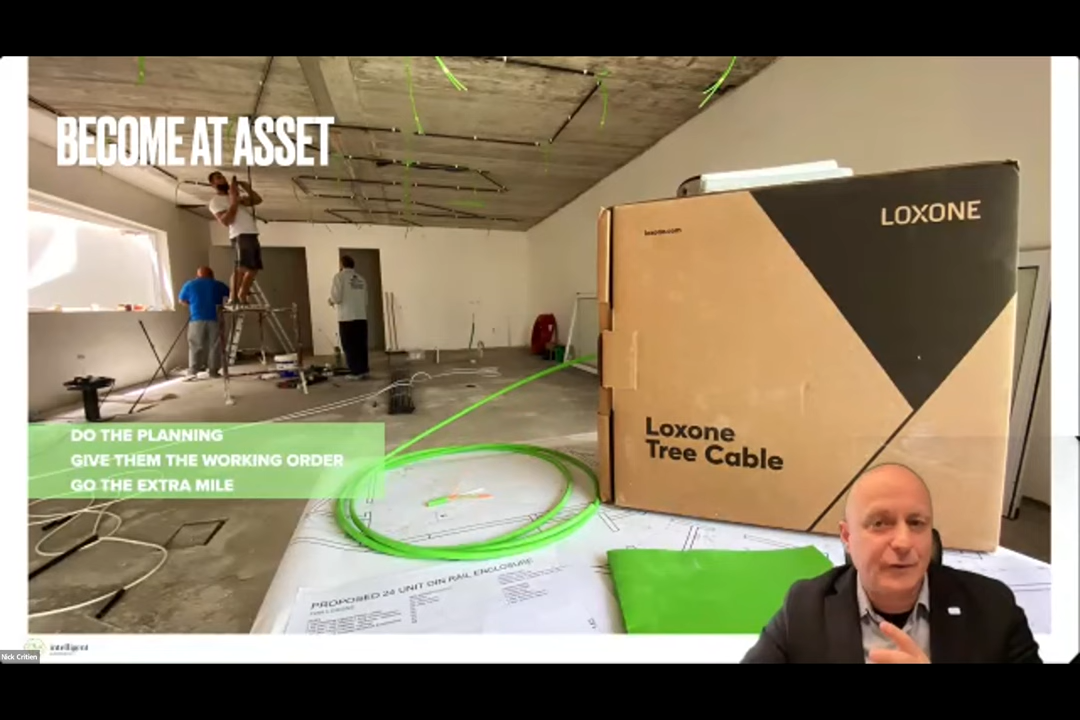 BECOME AT ASSET
LOXONE
loxone.com
Loxone
Tree Cable
DO THE PLANNING
GIVE THEM THE WORKING ORDER
GO THE EXTRA MILE
PROPOSED 24 UNIT DIN RAIL ENCLOSURE
intelligent
Nick Critien